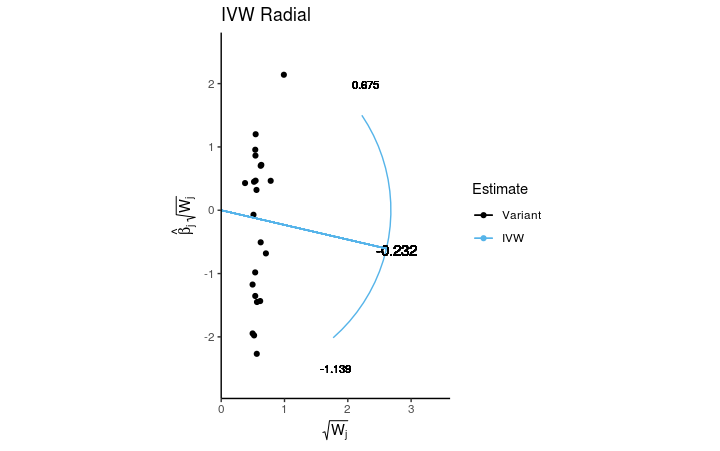 IVW Radial
β̂j√Wj
2
1
0
-1
-2
0.675
-0.232
-1.139
0
1
2
3
√Wj
Estimate
Variant
IVW